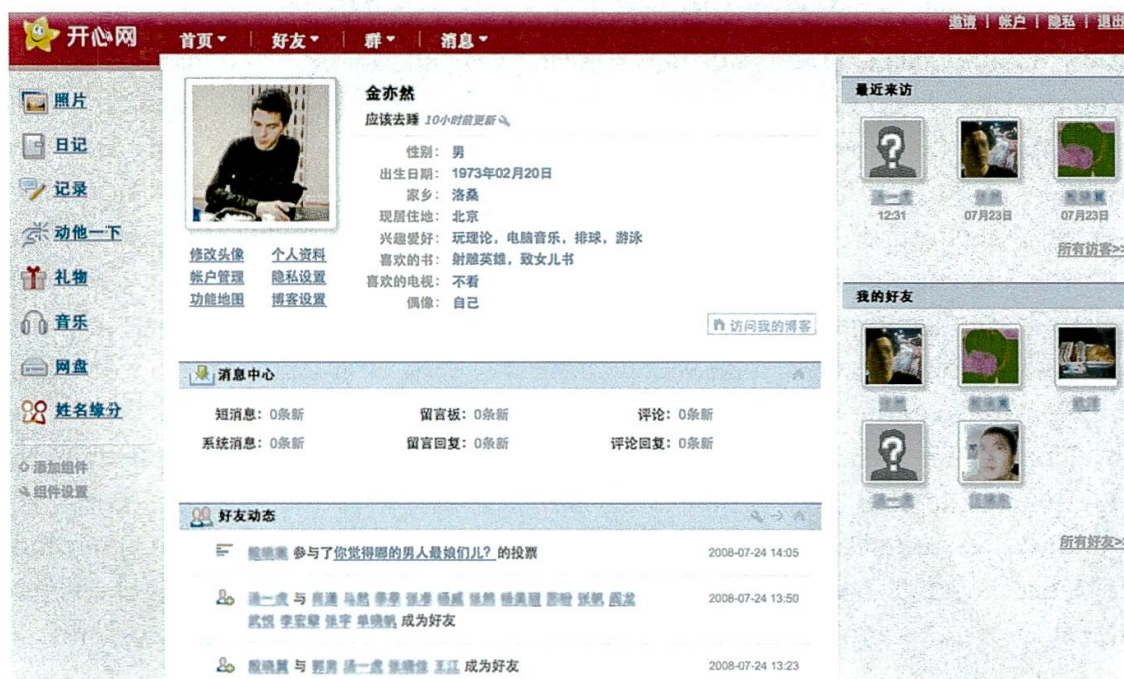 开心网
首页 好友 群 消息
邀请 | 帐户 | 隐私 | 退出
照片
日记
记录
动他一下
礼物
音乐
网盘
姓名缘分
添加组件
组件设置
修改头像 个人资料
帐户管理 隐私设置
功能地图 博客设置
金亦然
应该去睡 10小时前更新
性别: 男
出生日期: 1973年02月20日
家乡: 洛桑
现居住地: 北京
兴趣爱好: 玩理论, 电脑音乐, 排球, 游泳
喜欢的书: 射雕英雄, 致女儿书
喜欢的电视: 不看
偶像: 自己
访问我的博客
消息中心
短消息: 0条新 留言板: 0条新 评论: 0条新
系统消息: 0条新 留言回复: 0条新 评论回复: 0条新
好友动态
参与了你觉得哪的男人最娘们儿? 的投票 2008-07-24 14:05
与 2008-07-24 13:50
成为好友
与 成为好友 2008-07-24 13:23
最近来访
12:31 07月23日 07月23日
所有访客>>
我的好友
所有好友>>